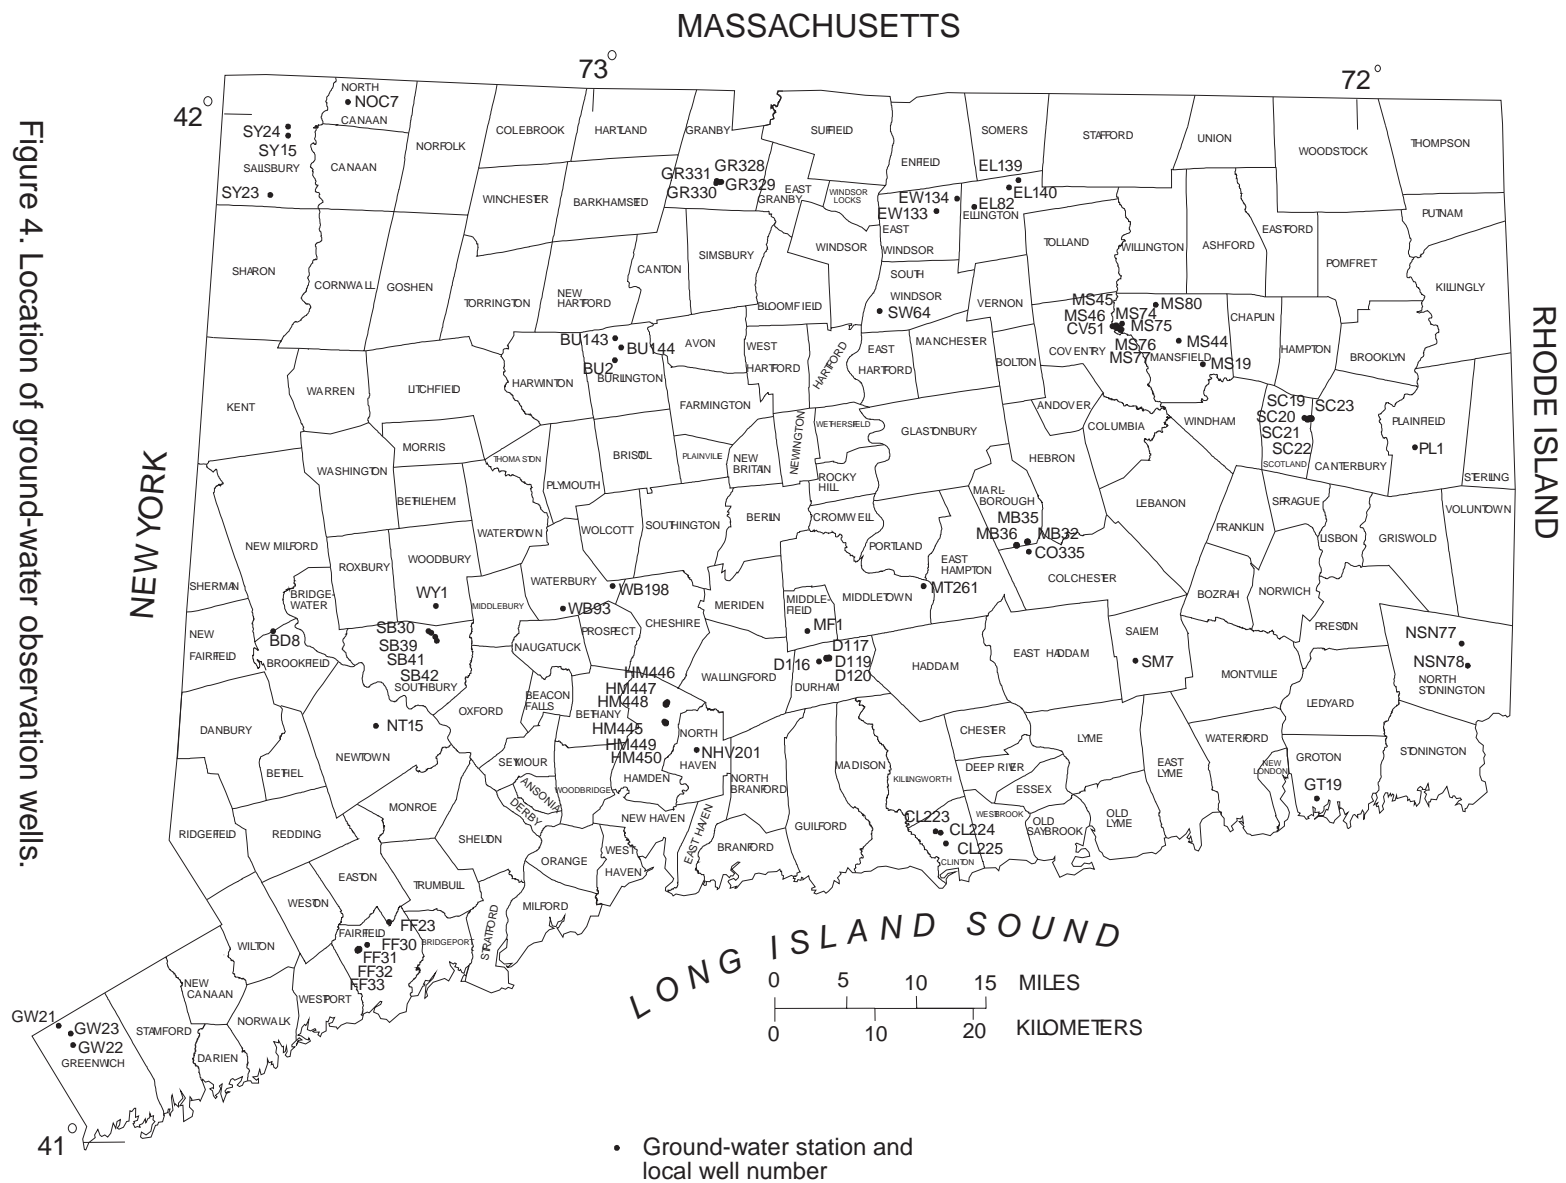 MASSACHUSETTS
73°
72°
42°
41°
NEW YORK
RHODE ISLAND
Figure 4. Location of ground-water observation wells.
NORTH
NOC7
CANAAN
SY24
SY15
SALISBURY
SY23
CANAAN
NORFOLK
COLEBROOK
HARTLAND
GRANBY
SUFFIELD
ENFIELD
SOMERS
STAFFORD
UNION
WOODSTOCK
THOMPSON
GR328
GR331
GR329
GR330
EAST
GRANBY
WINDSOR
LOCKS
EL139
EL140
EL82
ELLINGTON
EW134
EW133
EAST
WINDSOR
WINCHESTER
BARKHAMSTED
PUTNAM
SHARON
CORNWALL
GOSHEN
TORRINGTON
NEW
HARTFORD
CANTON
SIMSBURY
WINDSOR
BLOOMFIELD
SOUTH
WINDSOR
SW64
VERNON
TOLLAND
WILLINGTON
ASHFORD
EASTFORD
POMFRET
KILLINGLY
MS45
MS46
CV51
MS80
MS74
MS75
MS76
MS77
MS44
MS19
MANSFIELD
COVENTRY
CHAPLIN
HAMPTON
BROOKLYN
BU143
BU144
BU2
BURLINGTON
HARWINTON
AVON
WEST
HARTFORD
HARTFORD
EAST
HARTFORD
MANCHESTER
BOLTON
KENT
WARREN
LITCHFIELD
FARMINGTON
ANDOVER
COLUMBIA
WINDHAM
SC19
SC20
SC21
SC22
SC23
SCOTLAND
CANTERBURY
PLAINFIELD
PL1
STERLING
MORRIS
WASHINGTON
THOMASTON
PLYMOUTH
BRISTOL
PLAINVILLE
NEW
BRITAIN
NEWINGTON
WETHERSFIELD
ROCKY
HILL
GLASTONBURY
HEBRON
MARL-
BOROUGH
MB35
MB36
MB32
CO335
COLCHESTER
LEBANON
FRANKLIN
SPRAGUE
LISBON
GRISWOLD
VOLUNTOWN
BETHLEHEM
WATERTOWN
WOLCOTT
SOUTHINGTON
BERLIN
CROMWELL
PORTLAND
EAST
HAMPTON
NEW MILFORD
SHERMAN
ROXBURY
WOODBURY
WY1
BRIDGE-
WATER
BD8
BROOKFIELD
NEW
FAIRFIELD
WATERBURY
WB198
WB93
MIDDLEBURY
PROSPECT
CHESHIRE
MERIDEN
MIDDLE-
FIELD
MF1
MIDDLETOWN
MT261
BOZRAH
NORWICH
PRESTON
NSN77
NSN78
NORTH
STONINGTON
SB30
SB39
SB41
SB42
SOUTHBURY
NAUGATUCK
D117
D116
D119
D120
DURHAM
WALLINGFORD
HADDAM
EAST HADDAM
SALEM
SM7
MONTVILLE
LEDYARD
HM446
HM447
HM448
HM445
HM449
HM450
HAMDEN
BETHANY
BEACON
FALLS
OXFORD
NT15
NEWTOWN
DANBURY
BETHEL
NORTH
HAVEN
NHV201
NORTH
BRANFORD
SEYMOUR
WOODBRIDGE
ANSONIA
DERBY
MADISON
KILLINGWORTH
CHESTER
DEEP RIVER
ESSEX
LYME
EAST
LYME
WATERFORD
NEW
LONDON
GROTON
GT19
STONINGTON
RIDGEFIELD
REDDING
MONROE
SHELTON
NEW HAVEN
EAST HAVEN
BRANFORD
GUILFORD
CL223
CL224
CL225
CLINTON
WESTBROOK
OLD
SAYBROOK
OLD
LYME
ORANGE
WEST
HAVEN
MILFORD
STRATFORD
TRUMBULL
EASTON
WESTON
WILTON
FAIRFIELD
FF23
FF30
FF31
FF32
FF33
BRIDGEPORT
WESTPORT
NORWALK
NEW
CANAAN
DARIEN
STAMFORD
GW21
GW23
GW22
GREENWICH
LONG ISLAND SOUND
0 5 10 15 MILES
0 10 20 KILOMETERS
Ground-water station and
local well number